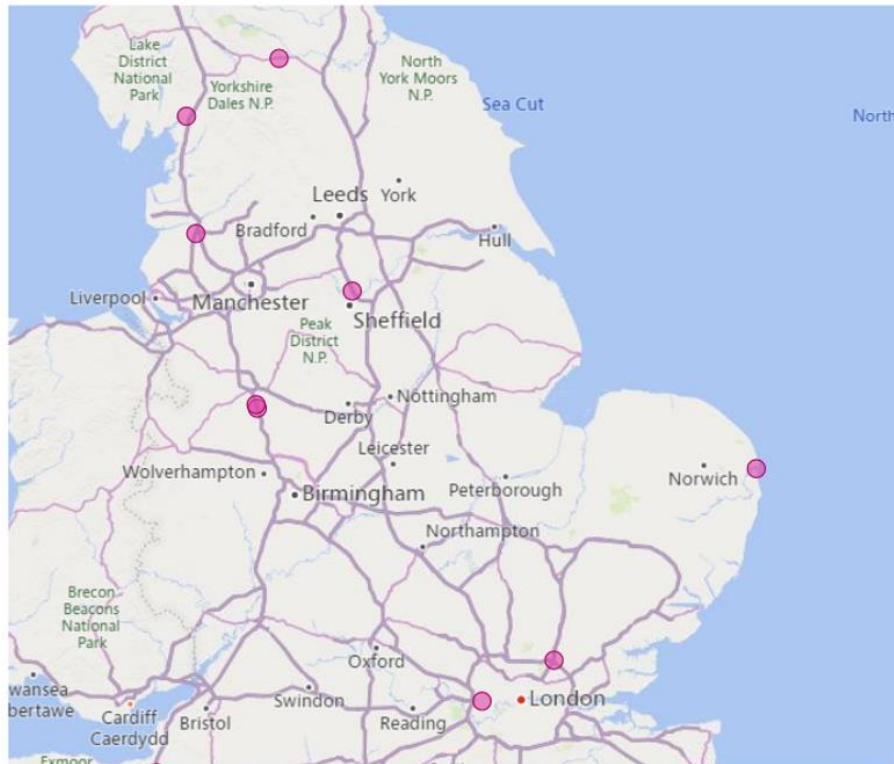 Lake
District
National
Park
North
York Moors
N.P.
Yorkshire
Dales N.P.
Sea Cut
North
Leeds
York
Bradford
Hull
Liverpool
Manchester
Sheffield
Peak
District
N.P.
Nottingham
Derby
Leicester
Wolverhampton
Norwich
Birmingham
Peterborough
Northampton
Brecon
Beacons
National
Park
Oxford
wansea
bertawe
Cardiff
Caerdydd
Bristol
Swindon
Reading
London
Exmoor